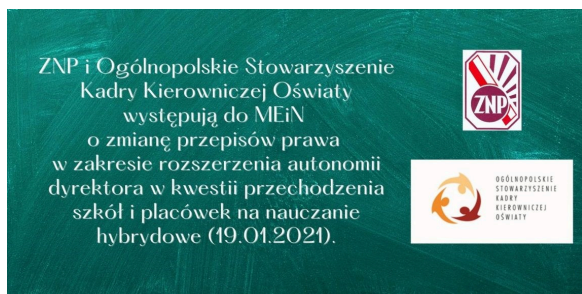 ZNP i Ogólnopolskie Stowarzyszenie
Kadry Kierowniczej Oświaty
występują do MEiN
o zmianę przepisów prawa
w zakresie rozszerzenia autonomii
dyrektora w kwestii przechodzenia
szkół i placówek na nauczanie
hybrydowe (19.01.2021).
ZNP
OGÓLNOPOLSKIE
STOWARZYSZENIE
KADRY
KIEROWNICZEJ
OŚWIATY